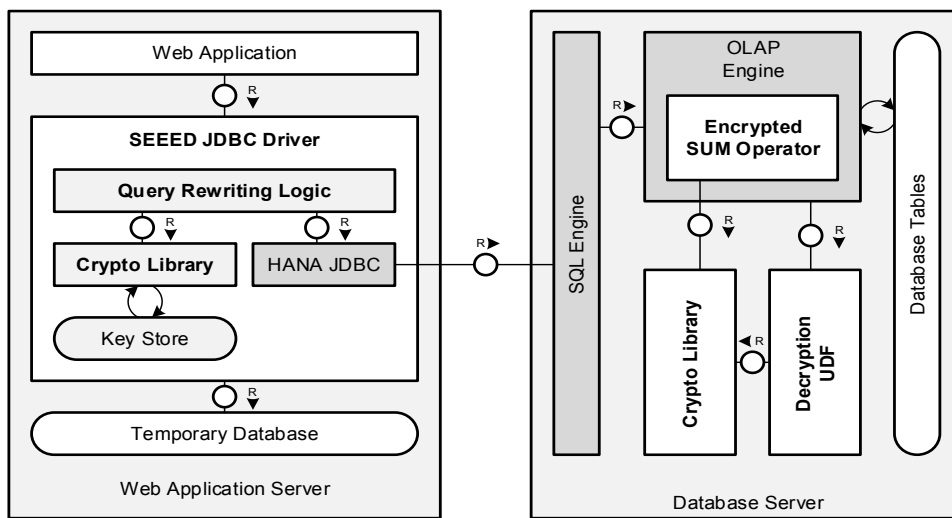 Web Application
R
SEEED JDBC Driver
Query Rewriting Logic
R
R
Crypto Library
HANA JDBC
Key Store
R
Temporary Database
Web Application Server
R
SQL Engine
R
OLAP
Engine
Encrypted
SUM Operator
R
R
Crypto Library
R
Decryption
UDF
Database Tables
Database Server